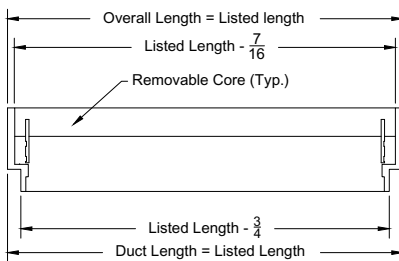 Overall Length = Listed length
Listed Length - 7/16
Removable Core (Typ.)
Listed Length - 3/4
Duct Length = Listed Length